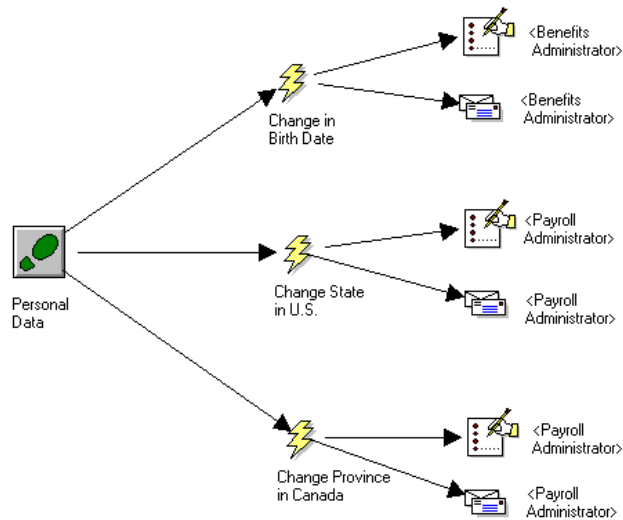 <Benefits
Administrator>
Change in
Birth Date
<Benefits
Administrator>
Personal
Data
<Payroll
Administrator>
Change State
in U.S.
<Payroll
Administrator>
<Payroll
Administrator>
Change Province
in Canada
<Payroll
Administrator>